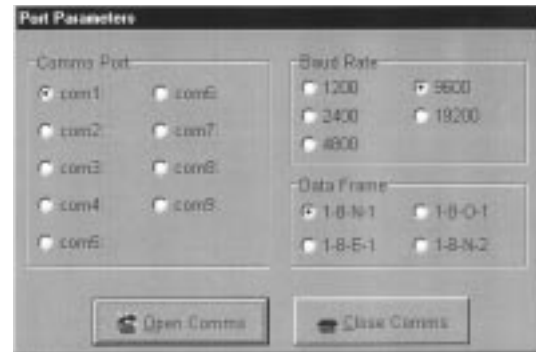 Port Parameters
Comms Port
com1:
com2:
com3:
com4
com5:
com6:
com7:
com8:
com9:
Baud Rate
1200
2400
4800
9600
19200
Data Frame
1-8-N-1
1-8-E-1
1-8-O-1
1-8-N-2
Open Comms
Close Comms